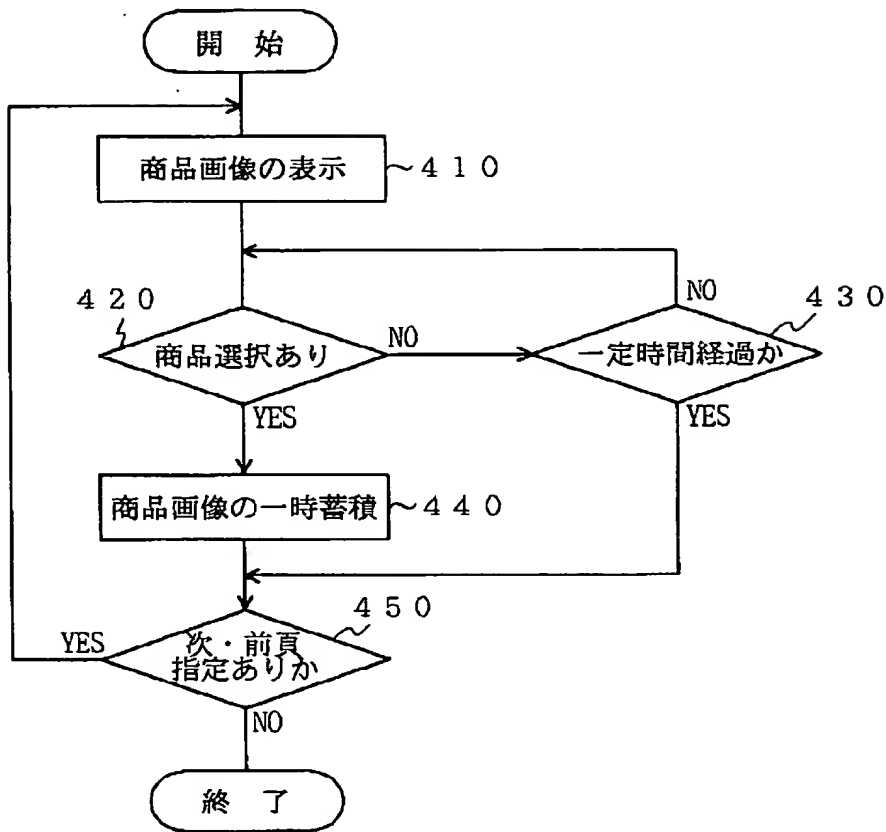 開 始
商品画像の表示
４１０
４２０
商品選択あり
NO
NO
４３０
一定時間経過か
YES
YES
商品画像の一時蓄積
４４０
４５０
YES
次・前頁
指定ありか
NO
終 了